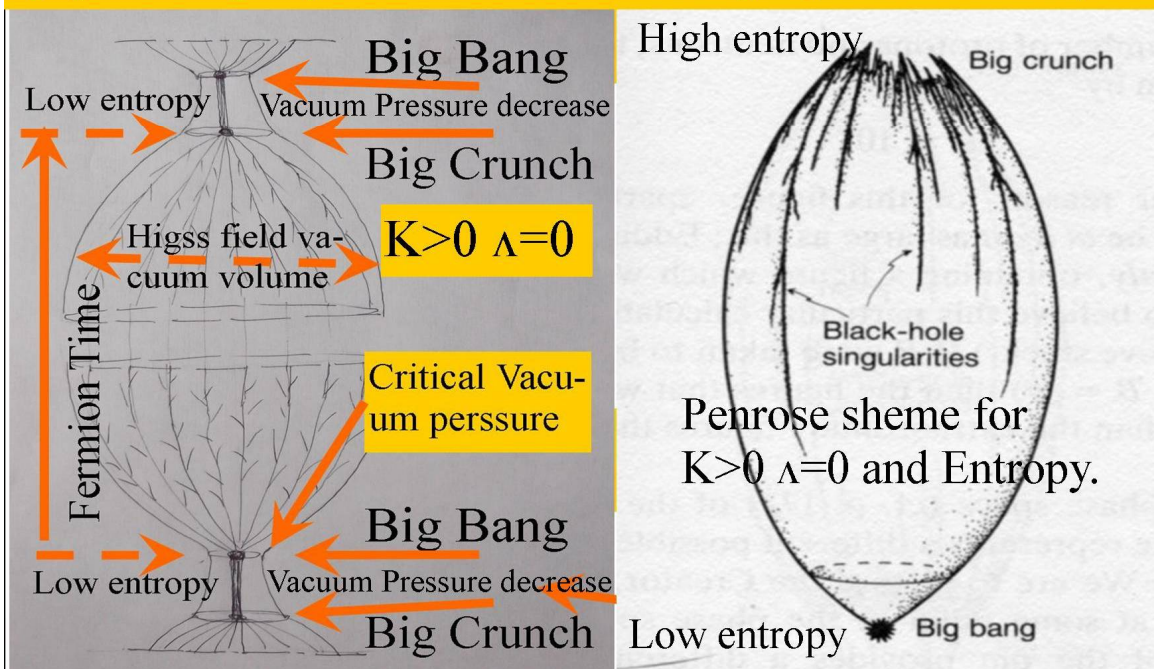 Big Bang
Low entropy
Vacuum Pressure decrease
Big Crunch
K>0 ʌ=0
Higss field va-
cuum volume
Fermion Time
Critical Vacu-
um perssure
Big Bang
Low entropy
Vacuum Pressure decrease
Big Crunch
High entropy
Big crunch
Black-hole
singularities
Penrose sheme for
K>0 ʌ=0 and Entropy.
Low entropy
Big bang